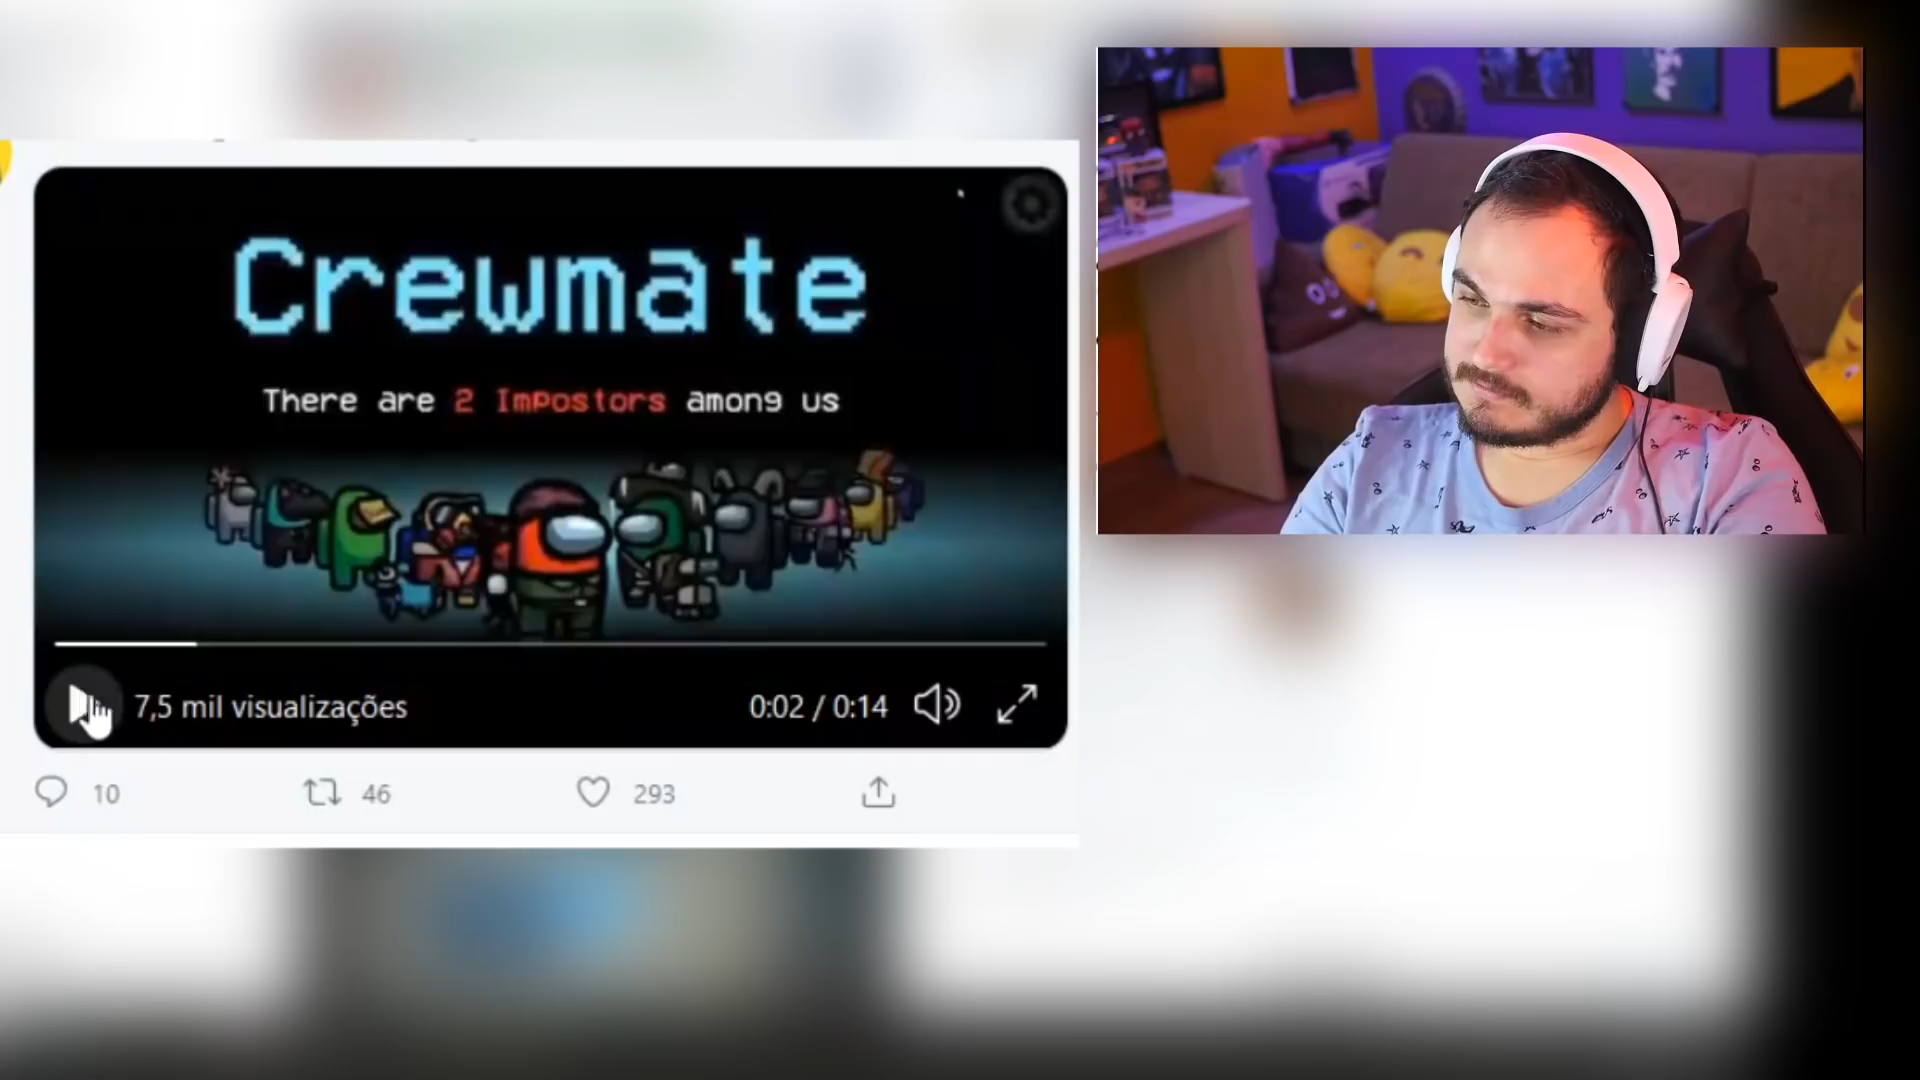 Crewmate
There are 2 Impostors among us
7,5 mil visualizações
0:02 / 0:14
10
46
293